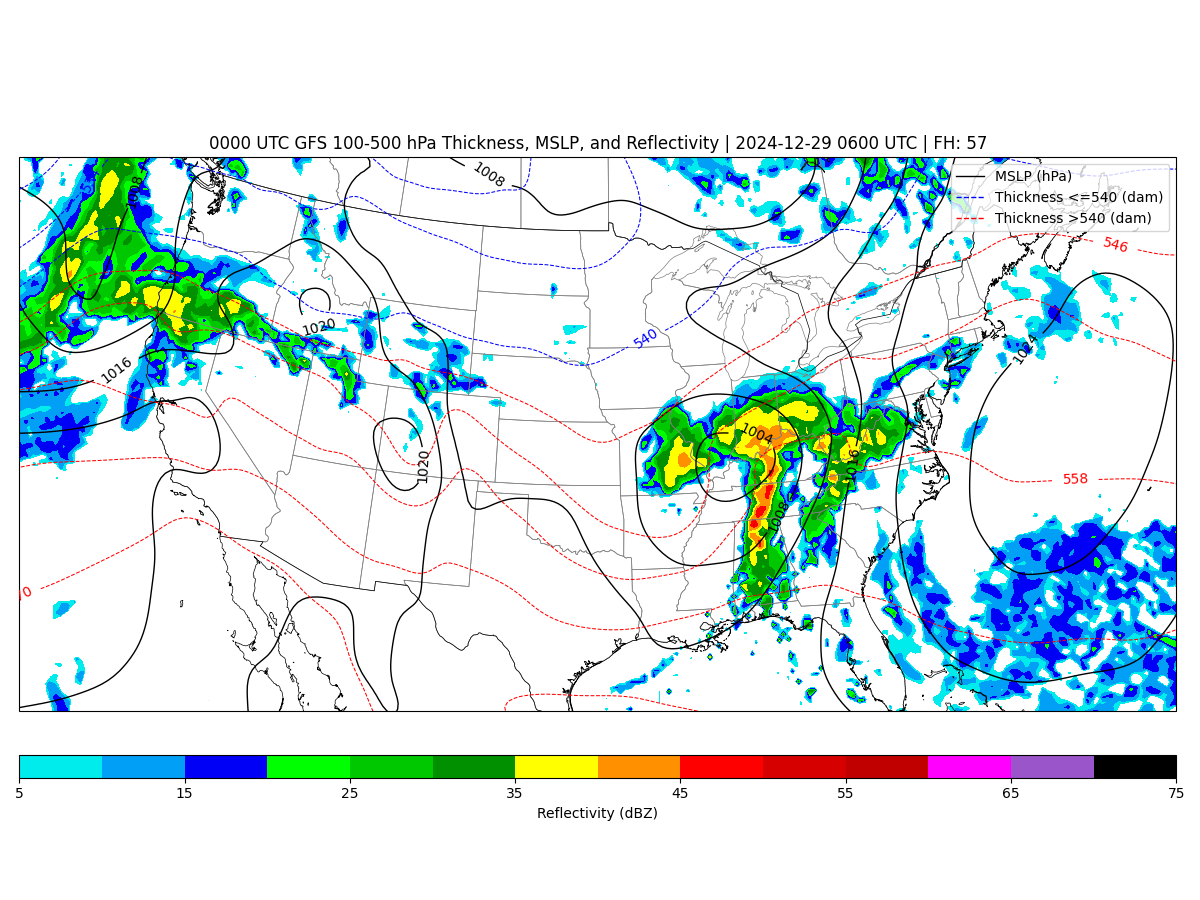 0000 UTC GFS 100-500 hPa Thickness, MSLP, and Reflectivity | 2024-12-29 0600 UTC | FH: 57
MSLP (hPa)
Thickness <=540 (dam)
Thickness >540 (dam)
1008
546
1020
540
1016
1024
1004
1016
1020
558
1008
5 15 25 35 45 55 65 75
Reflectivity (dBZ)